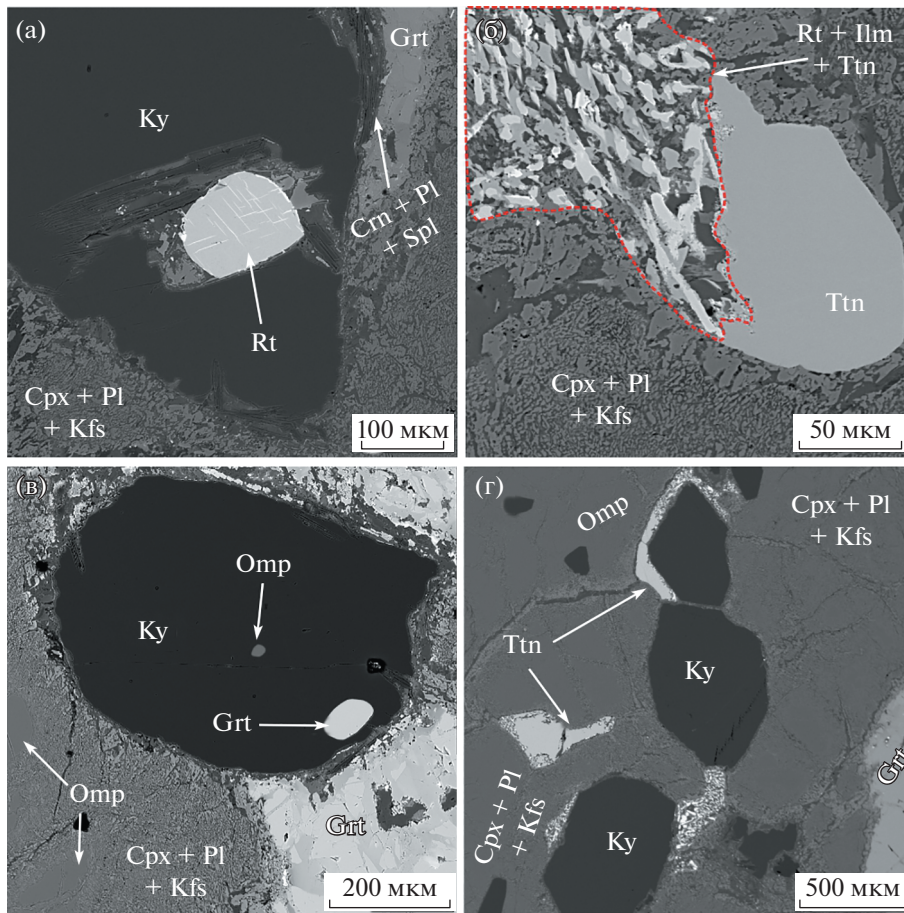 (а)
Grt
Ky
Crn + Pl
+ Spl
Rt
Cpx + Pl
+ Kfs
100 мкм
(б)
Rt + Ilm
+ Ttn
Ttn
Cpx + Pl
+ Kfs
50 мкм
(в)
Omp
Ky
Grt
Omp
Grt
Cpx + Pl
+ Kfs
200 мкм
(г)
Omp
Cpx + Pl
+ Kfs
Ttn
Ky
Grt
Cpx + Pl
+ Kfs
Ky
500 мкм